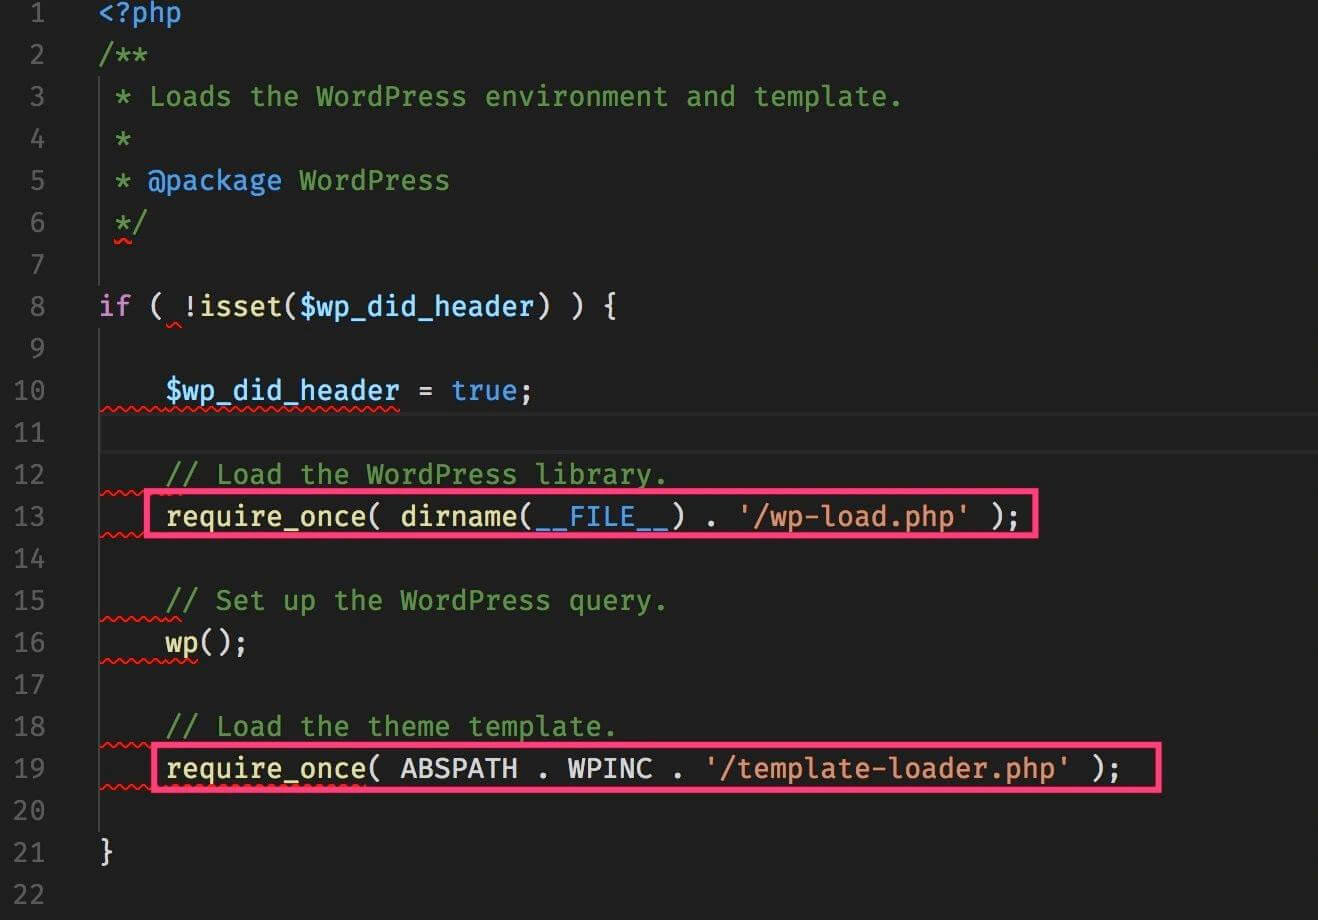 1 <?php
2 /**
3 * Loads the WordPress environment and template.
4 *
5 * @package WordPress
6 */
7
8 if ( !isset($wp_did_header) ) {
9
10 $wp_did_header = true;
11
12 // Load the WordPress library.
13 require_once( dirname(__FILE__) . '/wp-load.php' );
14
15 // Set up the WordPress query.
16 wp();
17
18 // Load the theme template.
19 require_once( ABSPATH . WPINC . '/template-loader.php' );
20
21 }
22